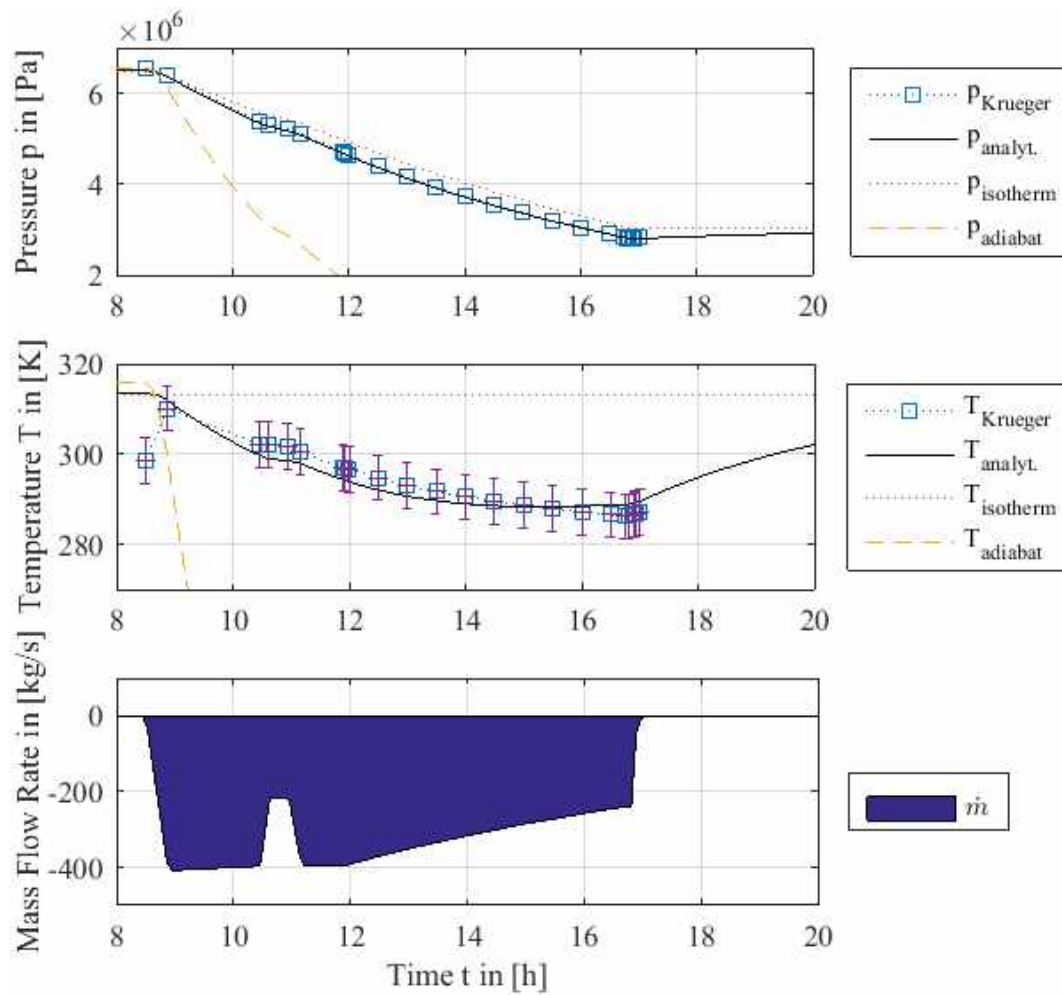 ×10⁶
Pressure p in [Pa]
6
4
2
8 10 12 14 16 18 20
p_Krueger
p_analyt.
p_isotherm
p_adiabat
Temperature T in [K]
320
300
280
8 10 12 14 16 18 20
T_Krueger
T_analyt.
T_isotherm
T_adiabat
Mass Flow Rate in [kg/s]
0
-200
-400
8 10 12 14 16 18 20
Time t in [h]
ṁ